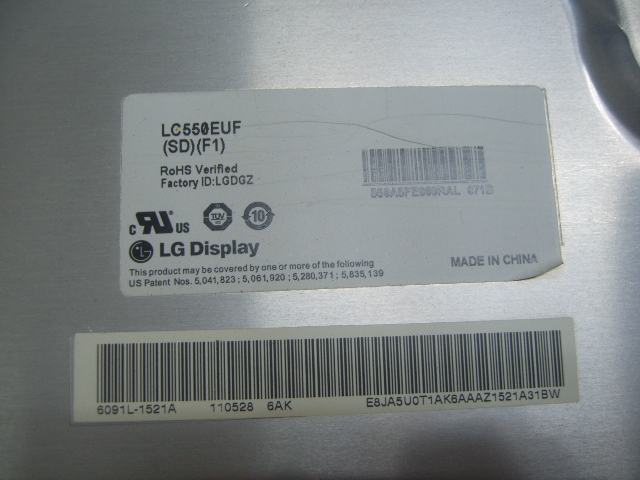 LC550EUF
(SD)(F1)
RoHS Verified
Factory ID:LGDGZ
c RU US
TÜV
10
LG Display
This product may be covered by one or more of the following
US Patent Nos. 5,041,823 ; 5,061,920 ; 5,280,371 ; 5,835,139
MADE IN CHINA
6091L-1521A 110528 6AK E8JA5U0T1AK6AAAZ1521A31BW